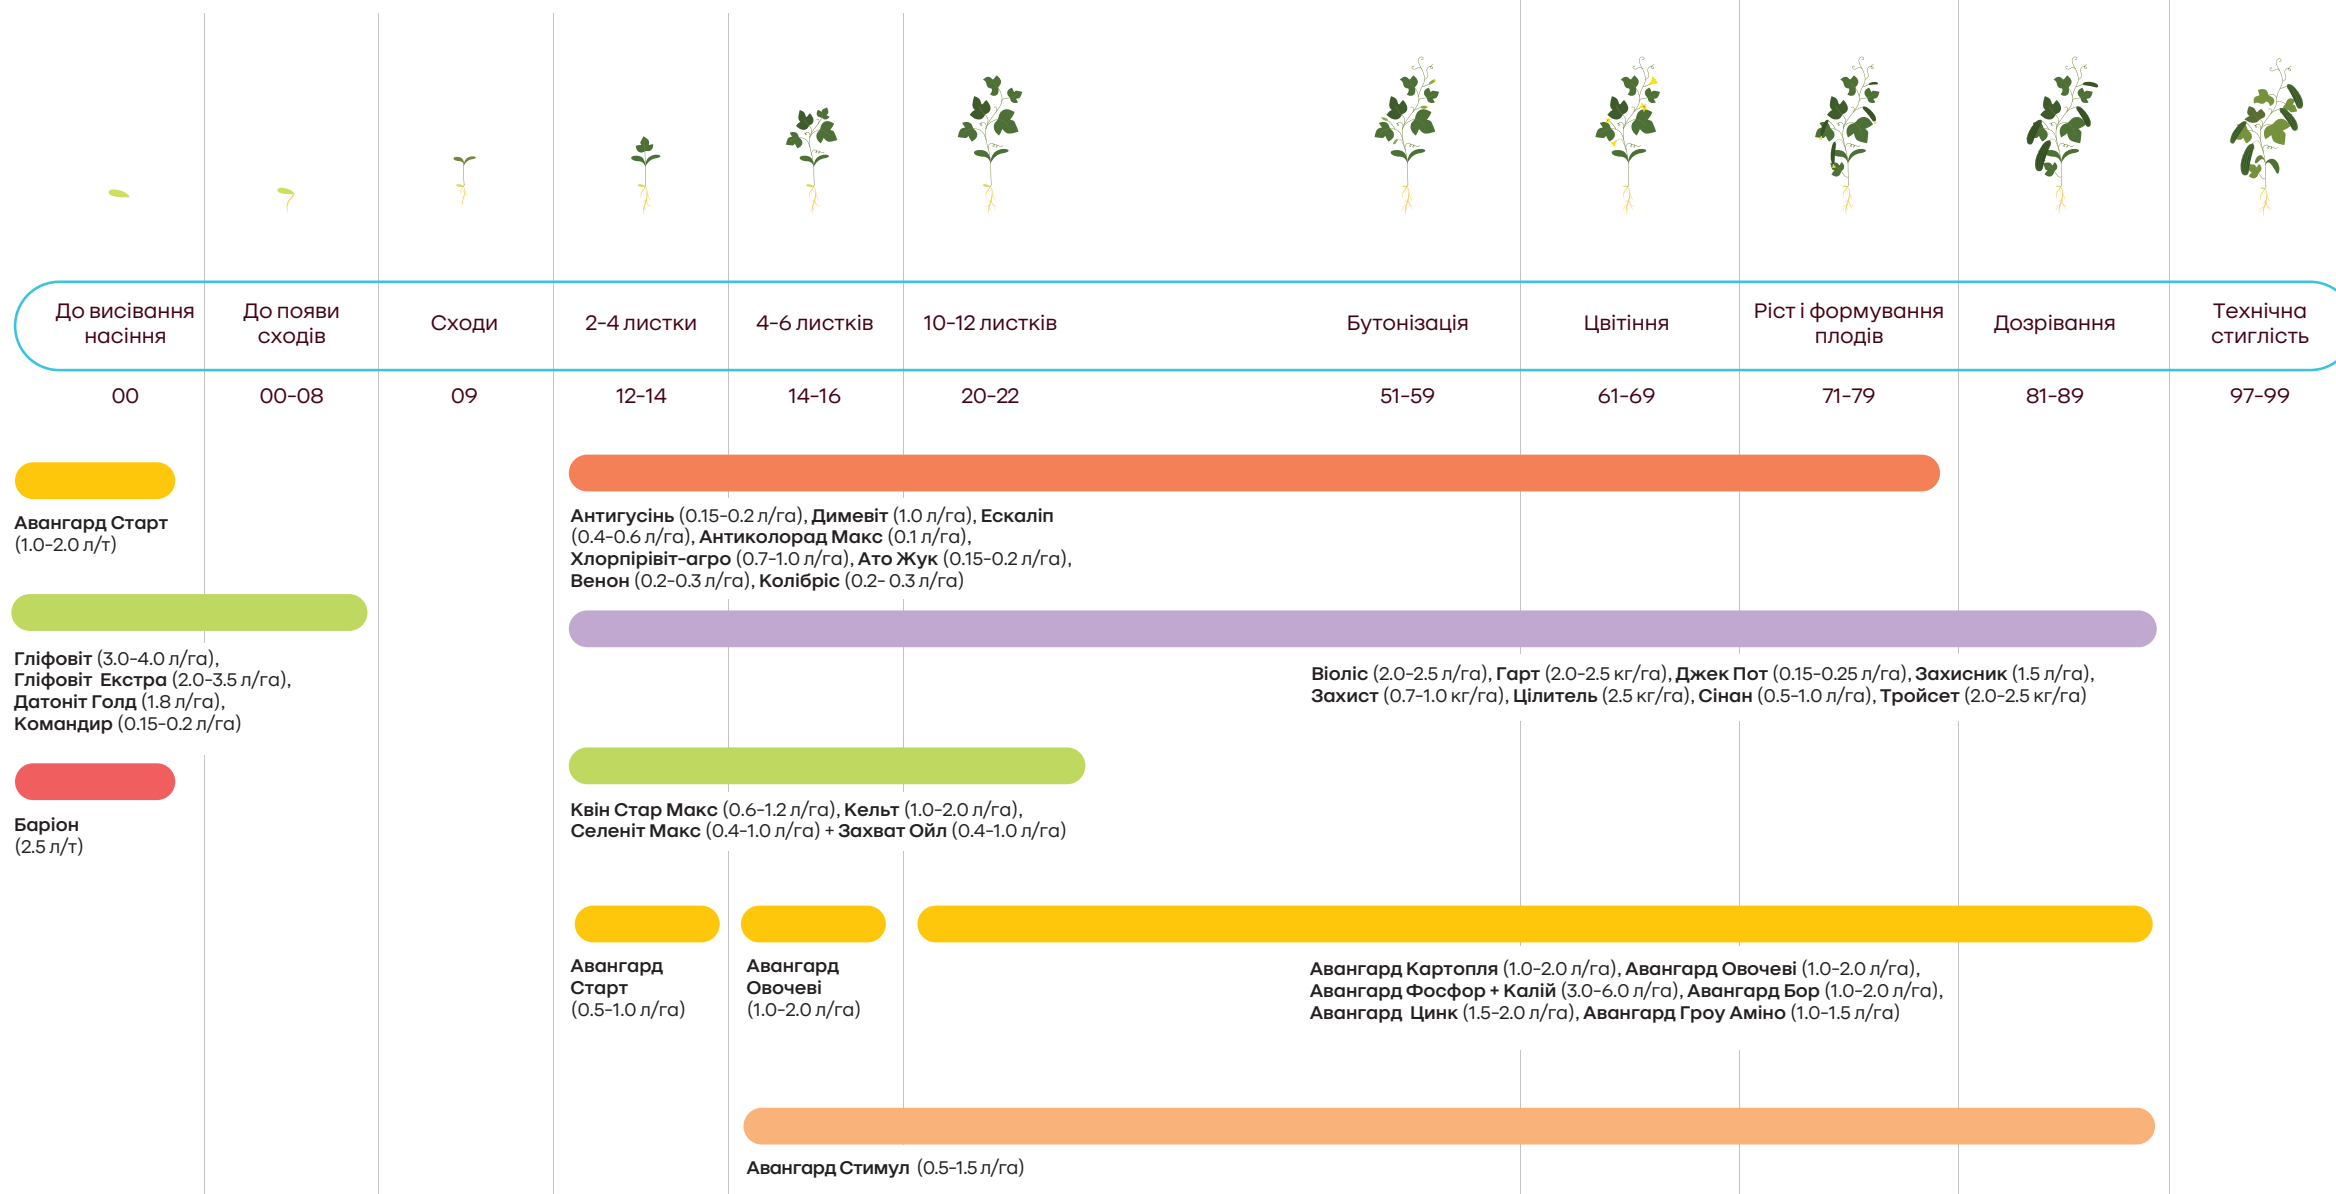 До висівання
насіння
До появи
сходів
Сходи
2-4 листки
4-6 листків
10-12 листків
Бутонізація
Цвітіння
Ріст і формування
плодів
Дозрівання
Технічна
стиглість
00
00-08
09
12-14
14-16
20-22
51-59
61-69
71-79
81-89
97-99
Авангард Старт
(1.0-2.0 л/т)
Антигусінь (0.15-0.2 л/га), Димевіт (1.0 л/га), Ескаліп
(0.4-0.6 л/га), Антиколорад Макс (0.1 л/га),
Хлорпірівіт-агро (0.7-1.0 л/га), Ато Жук (0.15-0.2 л/га),
Венон (0.2-0.3 л/га), Колібріс (0.2- 0.3 л/га)
Гліфовіт (3.0-4.0 л/га),
Гліфовіт Екстра (2.0-3.5 л/га),
Датоніт Голд (1.8 л/га),
Командир (0.15-0.2 л/га)
Віоліс (2.0-2.5 л/га), Гарт (2.0-2.5 кг/га), Джек Пот (0.15-0.25 л/га), Захисник (1.5 л/га),
Захист (0.7-1.0 кг/га), Цілитель (2.5 кг/га), Сінан (0.5-1.0 л/га), Тройсет (2.0-2.5 кг/га)
Баріон
(2.5 л/т)
Квін Стар Макс (0.6-1.2 л/га), Кельт (1.0-2.0 л/га),
Селеніт Макс (0.4-1.0 л/га) + Захват Ойл (0.4-1.0 л/га)
Авангард
Старт
(0.5-1.0 л/га)
Авангард
Овочеві
(1.0-2.0 л/га)
Авангард Картопля (1.0-2.0 л/га), Авангард Овочеві (1.0-2.0 л/га),
Авангард Фосфор + Калій (3.0-6.0 л/га), Авангард Бор (1.0-2.0 л/га),
Авангард Цинк (1.5-2.0 л/га), Авангард Гроу Аміно (1.0-1.5 л/га)
Авангард Стимул (0.5-1.5 л/га)